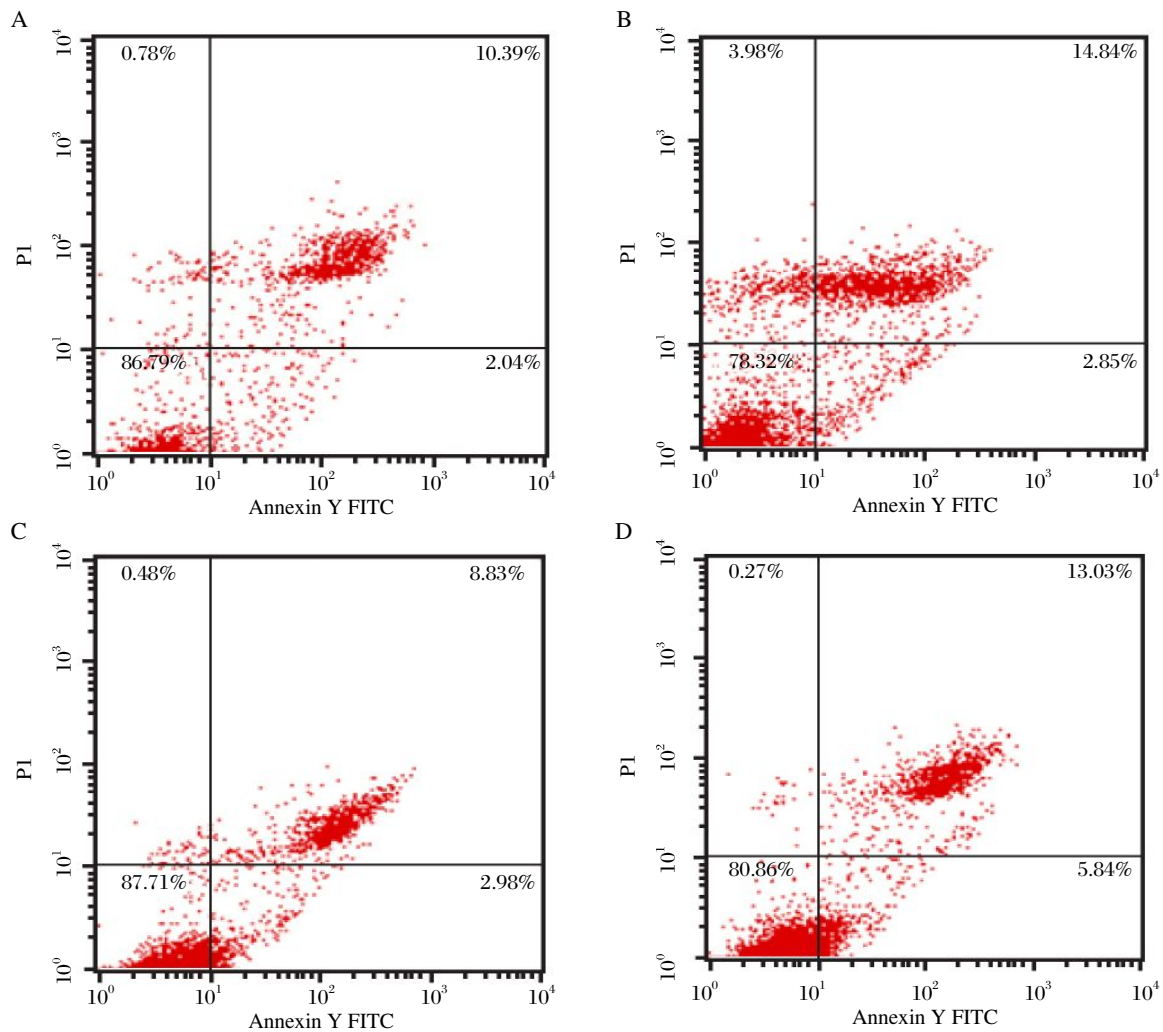 A
B
10⁴
0.78%
10.39%
10³
P1
10²
10¹
86.79%
2.04%
10⁰
10⁰ 10¹ 10² 10³ 10⁴
Annexin Y FITC
10⁴
3.98%
14.84%
10³
P1
10²
10¹
78.32%
2.85%
10⁰
10⁰ 10¹ 10² 10³ 10⁴
Annexin Y FITC
C
D
10⁴
0.48%
8.83%
10³
P1
10²
10¹
87.71%
2.98%
10⁰
10⁰ 10¹ 10² 10³ 10⁴
Annexin Y FITC
10⁴
0.27%
13.03%
10³
P1
10²
10¹
80.86%
5.84%
10⁰
10⁰ 10¹ 10² 10³ 10⁴
Annexin Y FITC